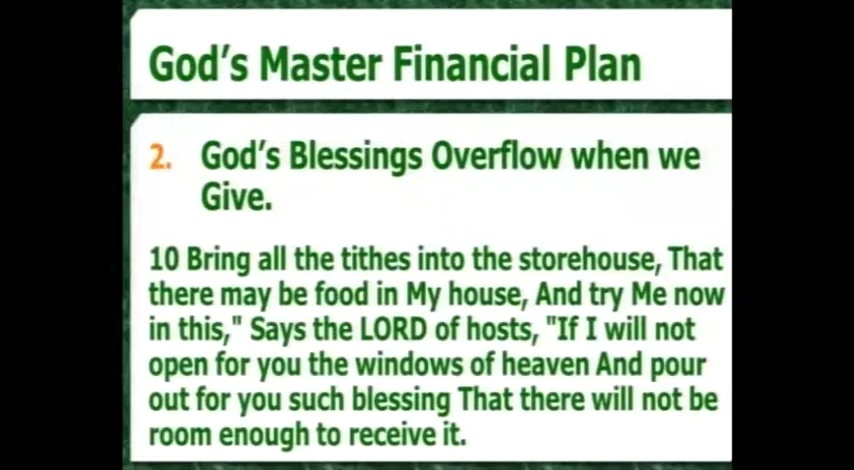 God's Master Financial Plan
2. God's Blessings Overflow when we
Give.
10 Bring all the tithes into the storehouse, That
there may be food in My house, And try Me now
in this," Says the LORD of hosts, "If I will not
open for you the windows of heaven And pour
out for you such blessing That there will not be
room enough to receive it.